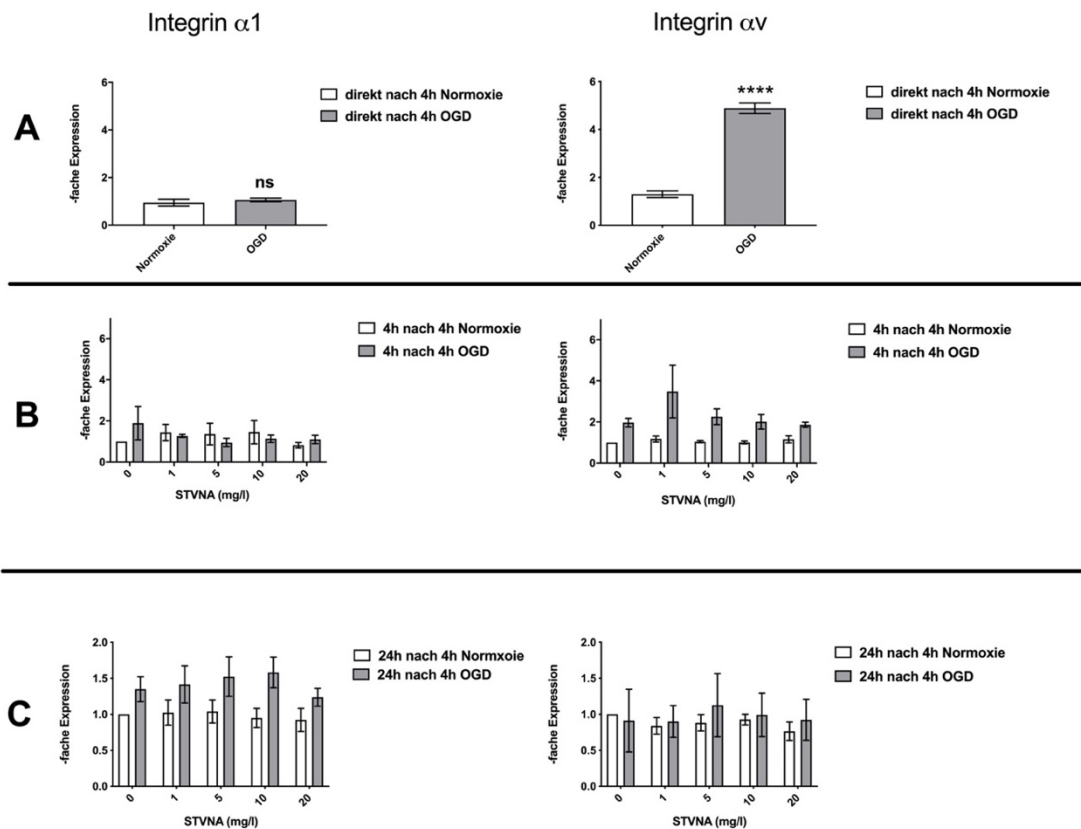 Integrin α1
Integrin αv
A
-fache Expression
6
4
2
0
ns
Normoxie
OGD
direkt nach 4h Normoxie
direkt nach 4h OGD
-fache Expression
6
4
2
0
****
Normoxie
OGD
direkt nach 4h Normoxie
direkt nach 4h OGD
B
-fache Expression
6
4
2
0
0
1
5
10
20
STVNA (mg/l)
4h nach 4h Normoxie
4h nach 4h OGD
-fache Expression
6
4
2
0
0
1
5
10
20
STVNA (mg/l)
4h nach 4h Normoxie
4h nach 4h OGD
C
-fache Expression
2.0
1.5
1.0
0.5
0.0
0
1
5
10
20
STVNA (mg/l)
24h nach 4h Normxoie
24h nach 4h OGD
-fache Expression
2.0
1.5
1.0
0.5
0.0
0
1
5
10
20
STVNA (mg/l)
24h nach 4h Normoxie
24h nach 4h OGD